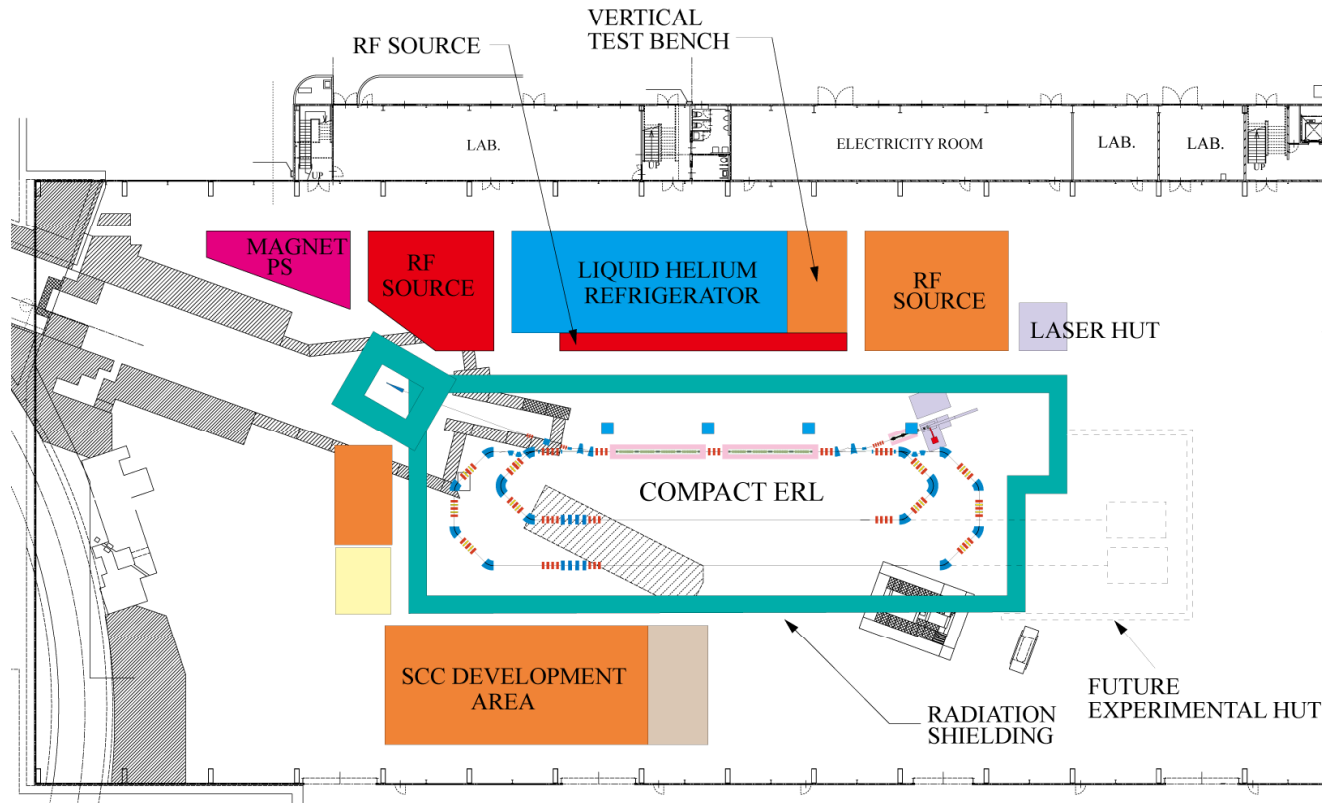 VERTICAL
TEST BENCH
RF SOURCE
LAB.
ELECTRICITY ROOM
LAB.
LAB.
UP
UP
UP
MAGNET
PS
RF
SOURCE
LIQUID HELIUM
REFRIGERATOR
RF
SOURCE
LASER HUT
COMPACT ERL
SCC DEVELOPMENT
AREA
RADIATION
SHIELDING
FUTURE
EXPERIMENTAL HUT